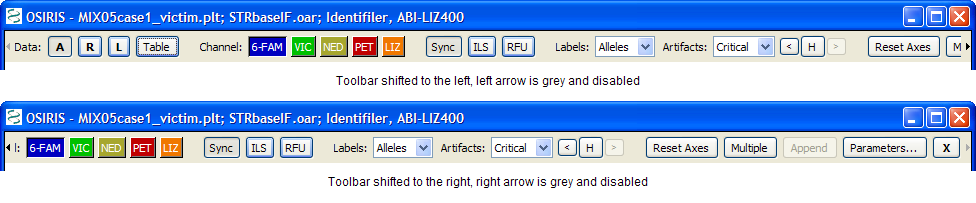 OSIRIS - MIX05case1_victim.plt; STRbaseIF.oar; Identifiler, ABI-LIZ400
Data: A R L Table Channel: 6-FAM VIC NED PET LIZ Sync ILS RFU Labels: Alleles Artifacts: Critical < H > Reset Axes M
Toolbar shifted to the left, left arrow is grey and disabled
OSIRIS - MIX05case1_victim.plt; STRbaseIF.oar; Identifiler, ABI-LIZ400
l: 6-FAM VIC NED PET LIZ Sync ILS RFU Labels: Alleles Artifacts: Critical < H > Reset Axes Multiple Append Parameters... X
Toolbar shifted to the right, right arrow is grey and disabled